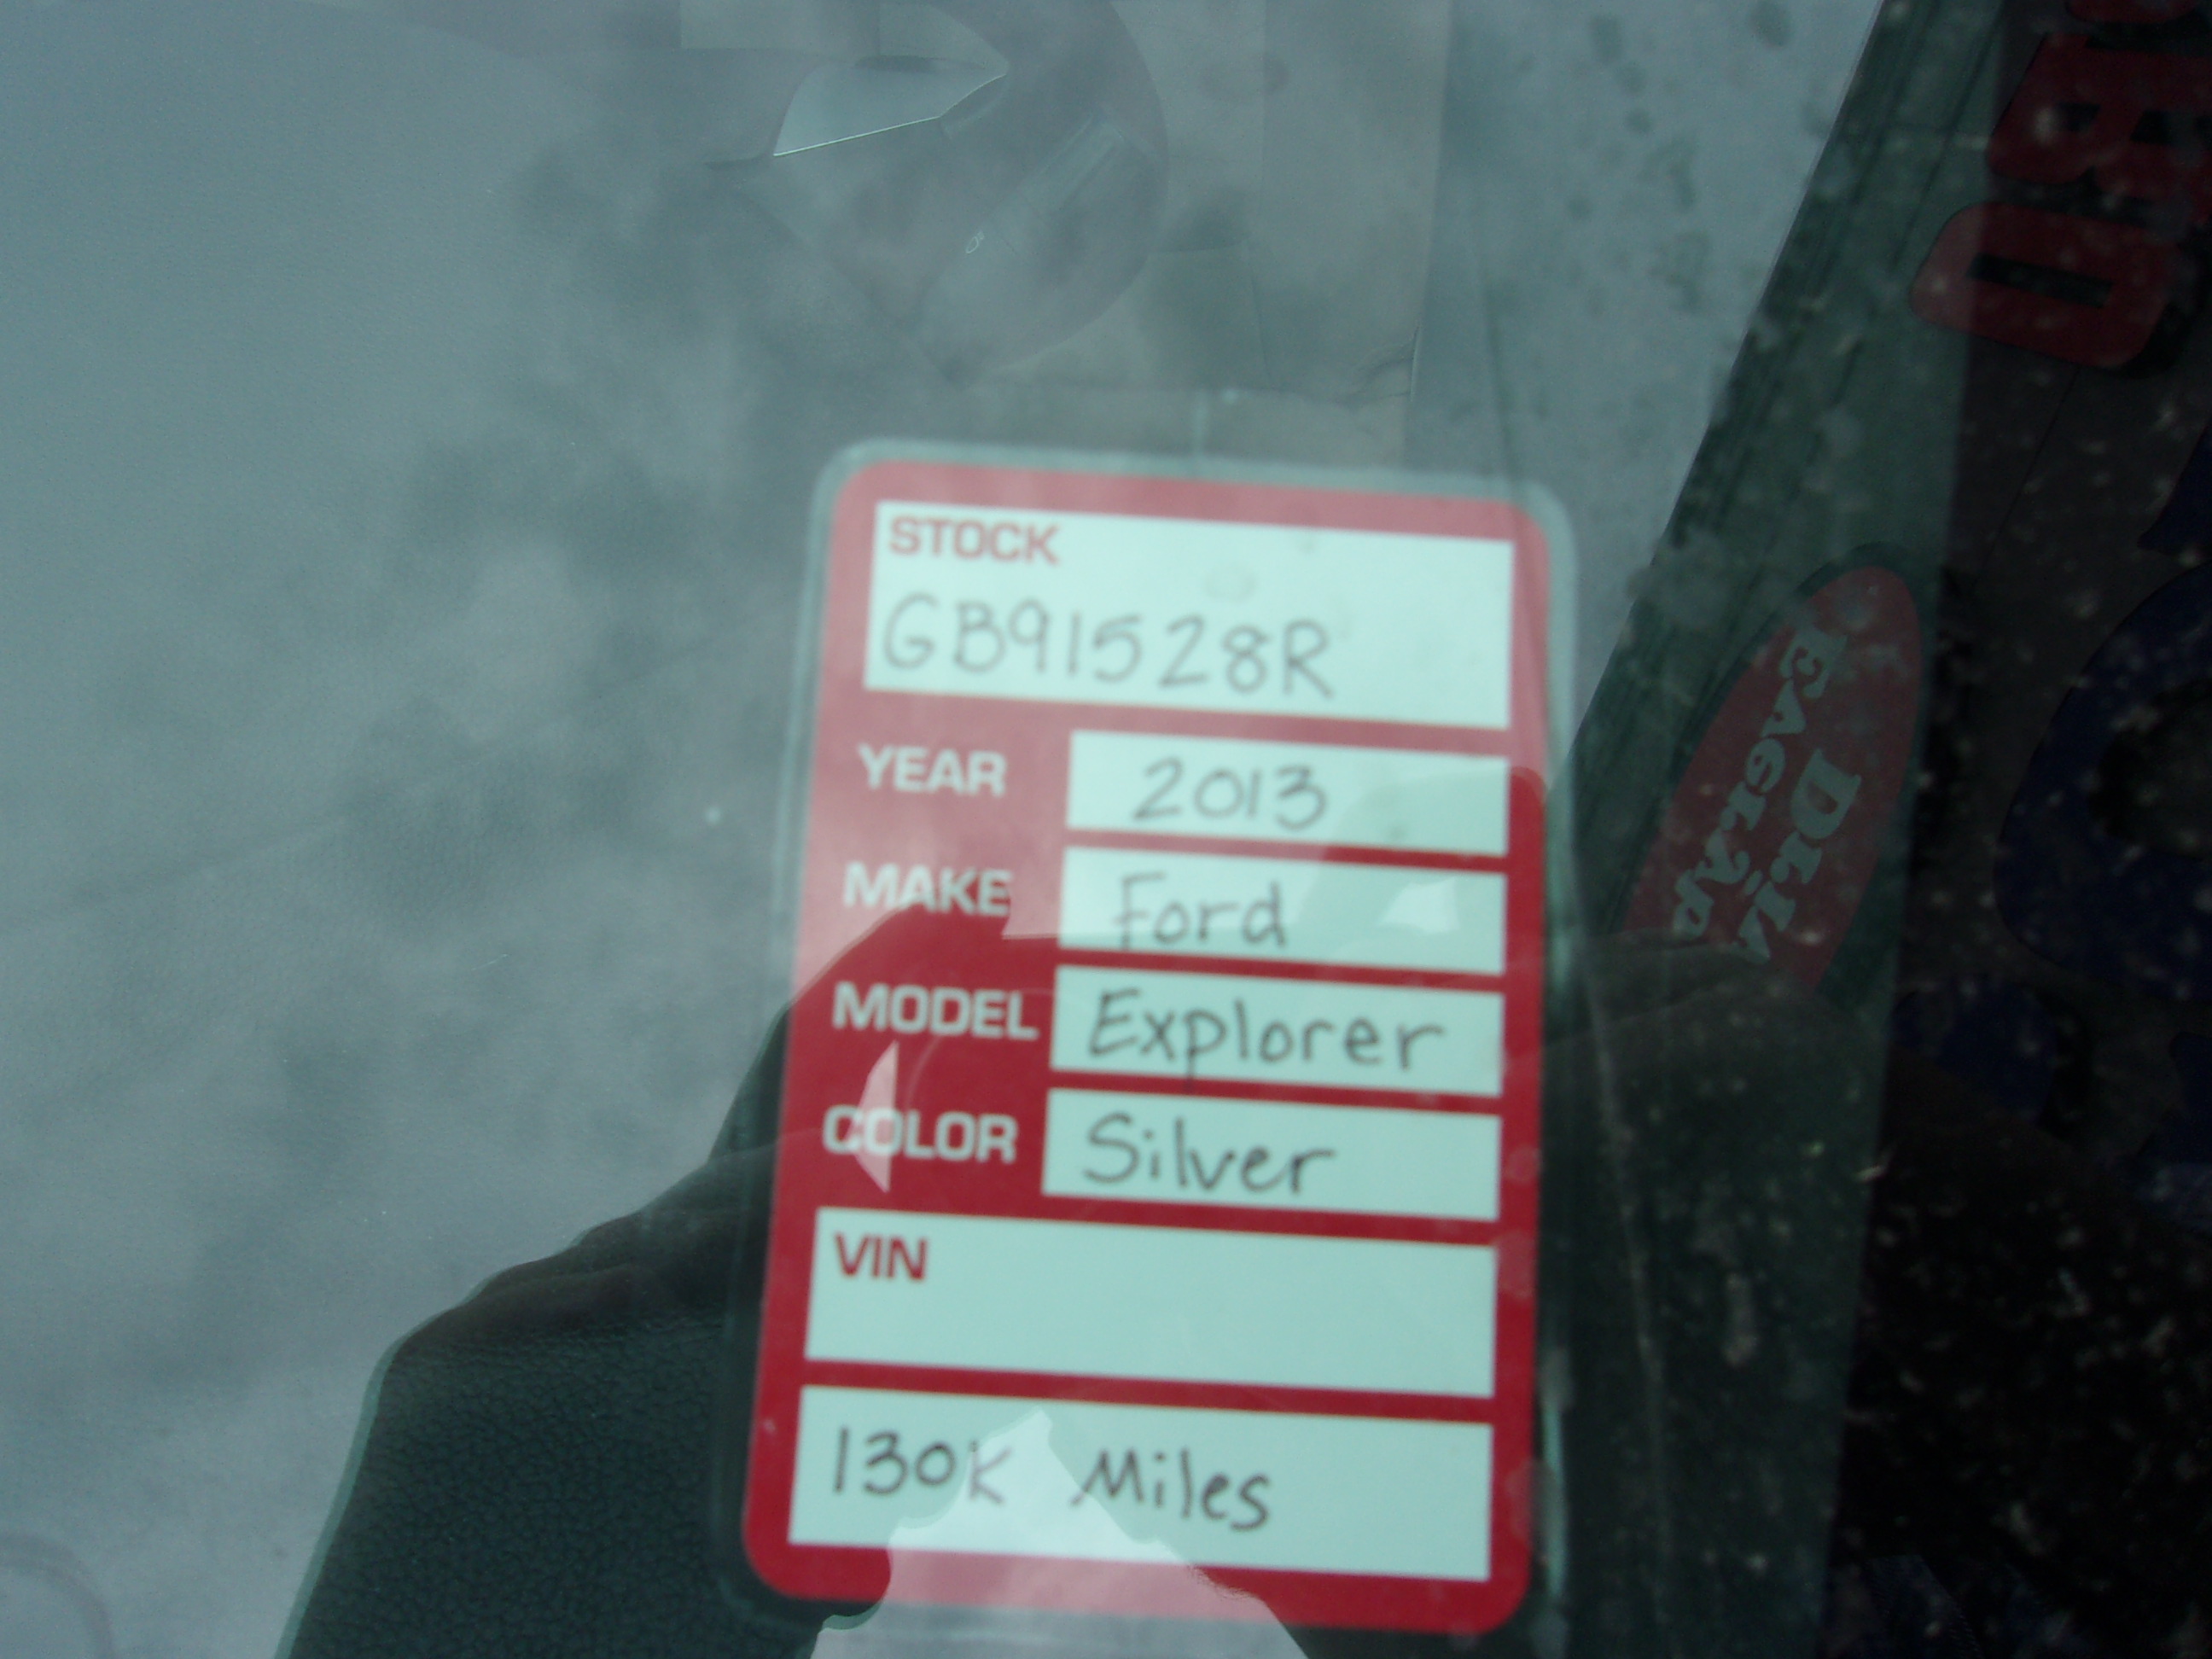 STOCK
GB91528R
YEAR 2013
MAKE Ford
MODEL Explorer
COLOR Silver
VIN
130K Miles